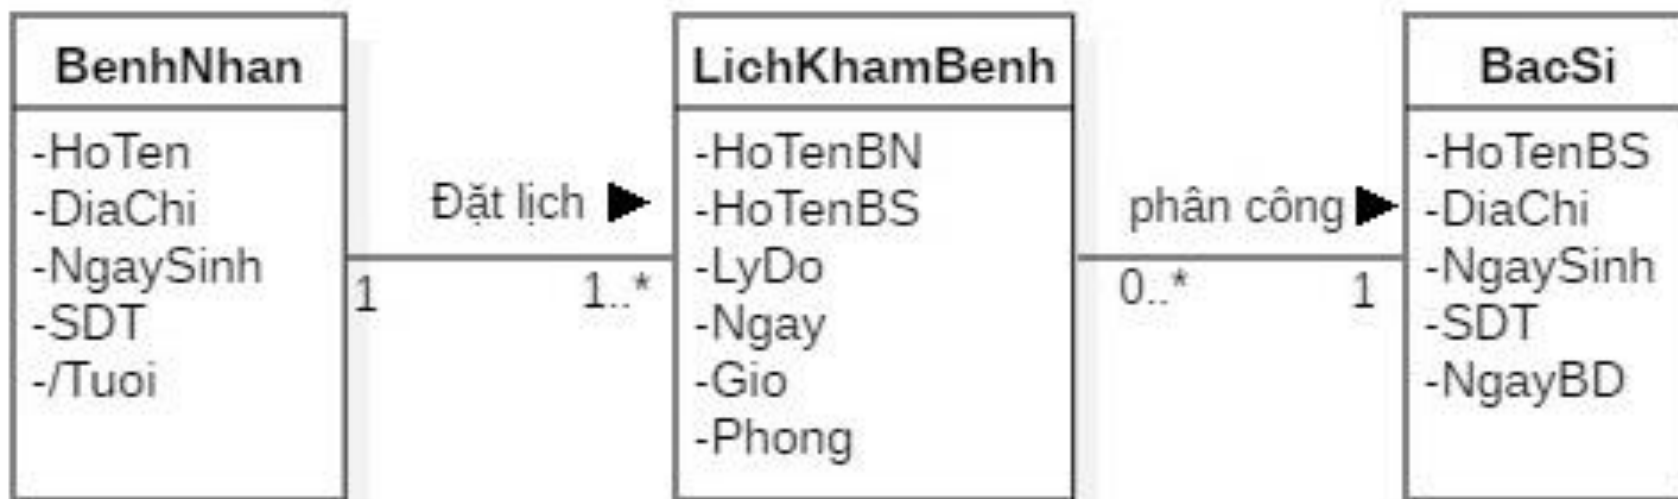 BenhNhan
-HoTen
-DiaChi
-NgaySinh
-SDT
-/Tuoi
Đặt lịch
1
1..*
LichKhamBenh
-HoTenBN
-HoTenBS
-LyDo
-Ngay
-Gio
-Phong
phân công
0..*
1
BacSi
-HoTenBS
-DiaChi
-NgaySinh
-SDT
-NgayBD